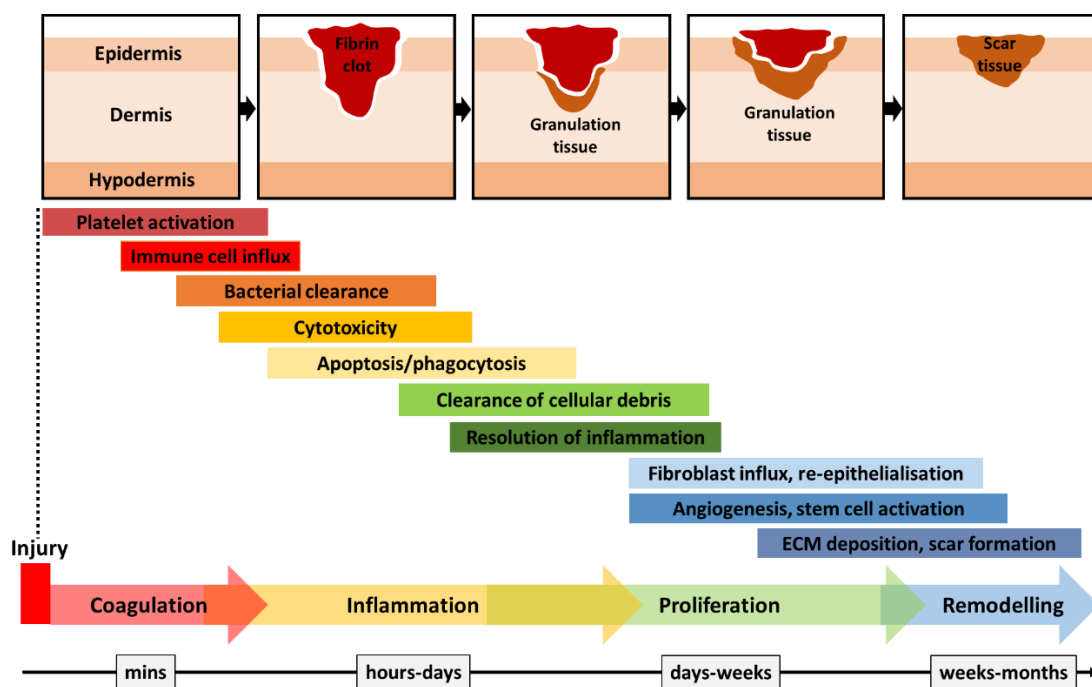 Epidermis
Dermis
Hypodermis
Fibrin
clot
Granulation
tissue
Granulation
tissue
Scar
tissue
Platelet activation
Immune cell influx
Bacterial clearance
Cytotoxicity
Apoptosis/phagocytosis
Clearance of cellular debris
Resolution of inflammation
Fibroblast influx, re-epithelialisation
Angiogenesis, stem cell activation
ECM deposition, scar formation
Injury
Coagulation
Inflammation
Proliferation
Remodelling
mins
hours-days
days-weeks
weeks-months